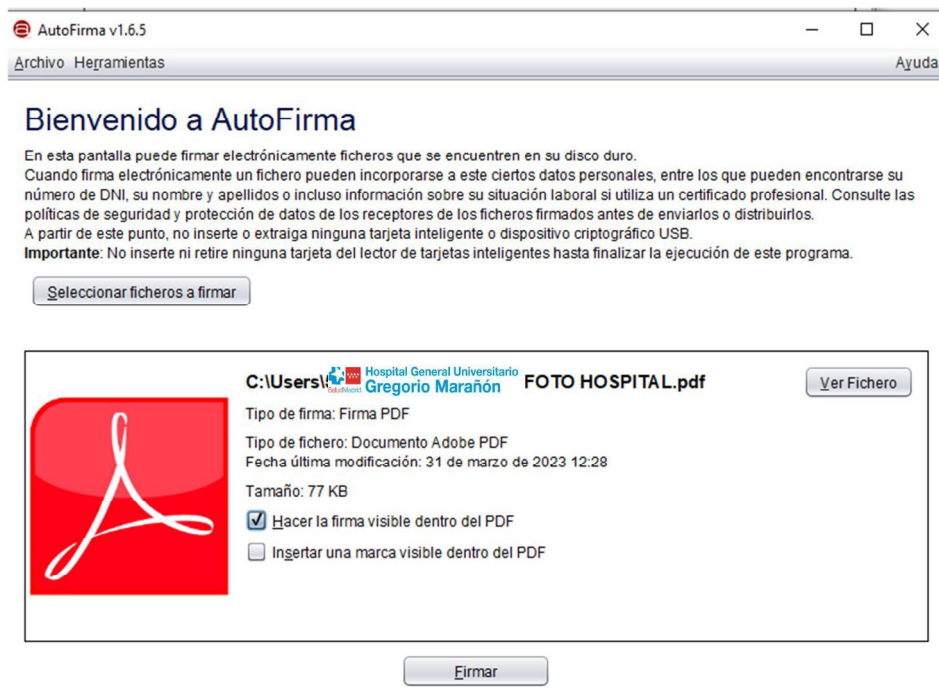 AutoFirma v1.6.5
Archivo Herramientas Ayuda
Bienvenido a AutoFirma
En esta pantalla puede firmar electrónicamente ficheros que se encuentren en su disco duro.
Cuando firma electrónicamente un fichero pueden incorporarse a este ciertos datos personales, entre los que pueden encontrarse su
número de DNI, su nombre y apellidos o incluso información sobre su situación laboral si utiliza un certificado profesional. Consulte las
políticas de seguridad y protección de datos de los receptores de los ficheros firmados antes de enviarlos o distribuirlos.
A partir de este punto, no inserte o extraiga ninguna tarjeta inteligente o dispositivo criptográfico USB.
Importante: No inserte ni retire ninguna tarjeta del lector de tarjetas inteligentes hasta finalizar la ejecución de este programa.
Seleccionar ficheros a firmar
Hospital General Universitario
C:\Users\ SaludMadrid Gregorio Marañón FOTO HOSPITAL.pdf
Ver Fichero
Tipo de firma: Firma PDF
Tipo de fichero: Documento Adobe PDF
Fecha última modificación: 31 de marzo de 2023 12:28
Tamaño: 77 KB
Hacer la firma visible dentro del PDF
Insertar una marca visible dentro del PDF
Firmar